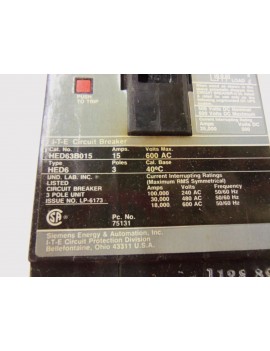 PUSH
TO TRIP
I-T-E Circuit Breaker
Cat. No. Amps. Volts Max.
HED63B015 15 600 AC
Type Poles Cal. Base
HED6 3 40°C
UND. LAB. INC. ® Current Interrupting Ratings
LISTED (Maximum RMS Symmetrical)
CIRCUIT BREAKER Amps Volts Frequency
3 POLE UNIT 100,000 240 AC 50/60 Hz
ISSUE NO. LP-6173 30,000 480 AC 50/60 Hz
18,000 600 AC 50/60 Hz
Pc. No.
75131
Siemens Energy & Automation, Inc.
I-T-E Circuit Protection Division
Bellefontaine, Ohio 43311 U.S.A.